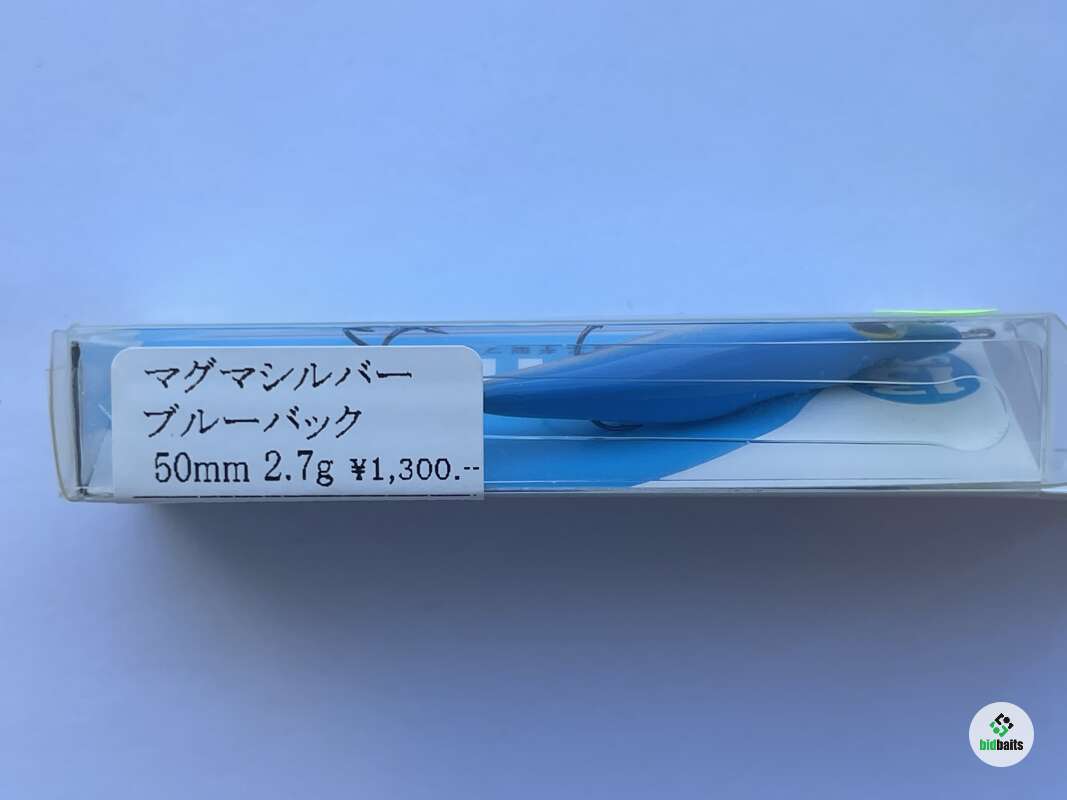 マグマシルバー
ブルーバック
50mm 2.7g ¥1,300.--
bidbaits